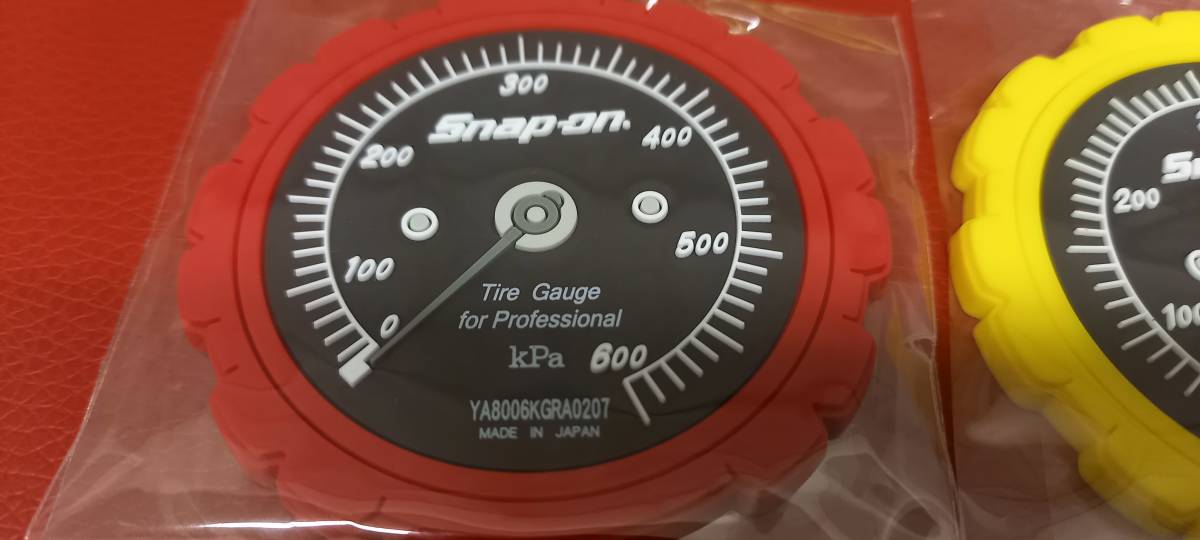 300
Snap-on.
400
200
500
100
0
Tire Gauge
for Professional
kPa
600
YA8006KGRA0207
MADE IN JAPAN
200
100